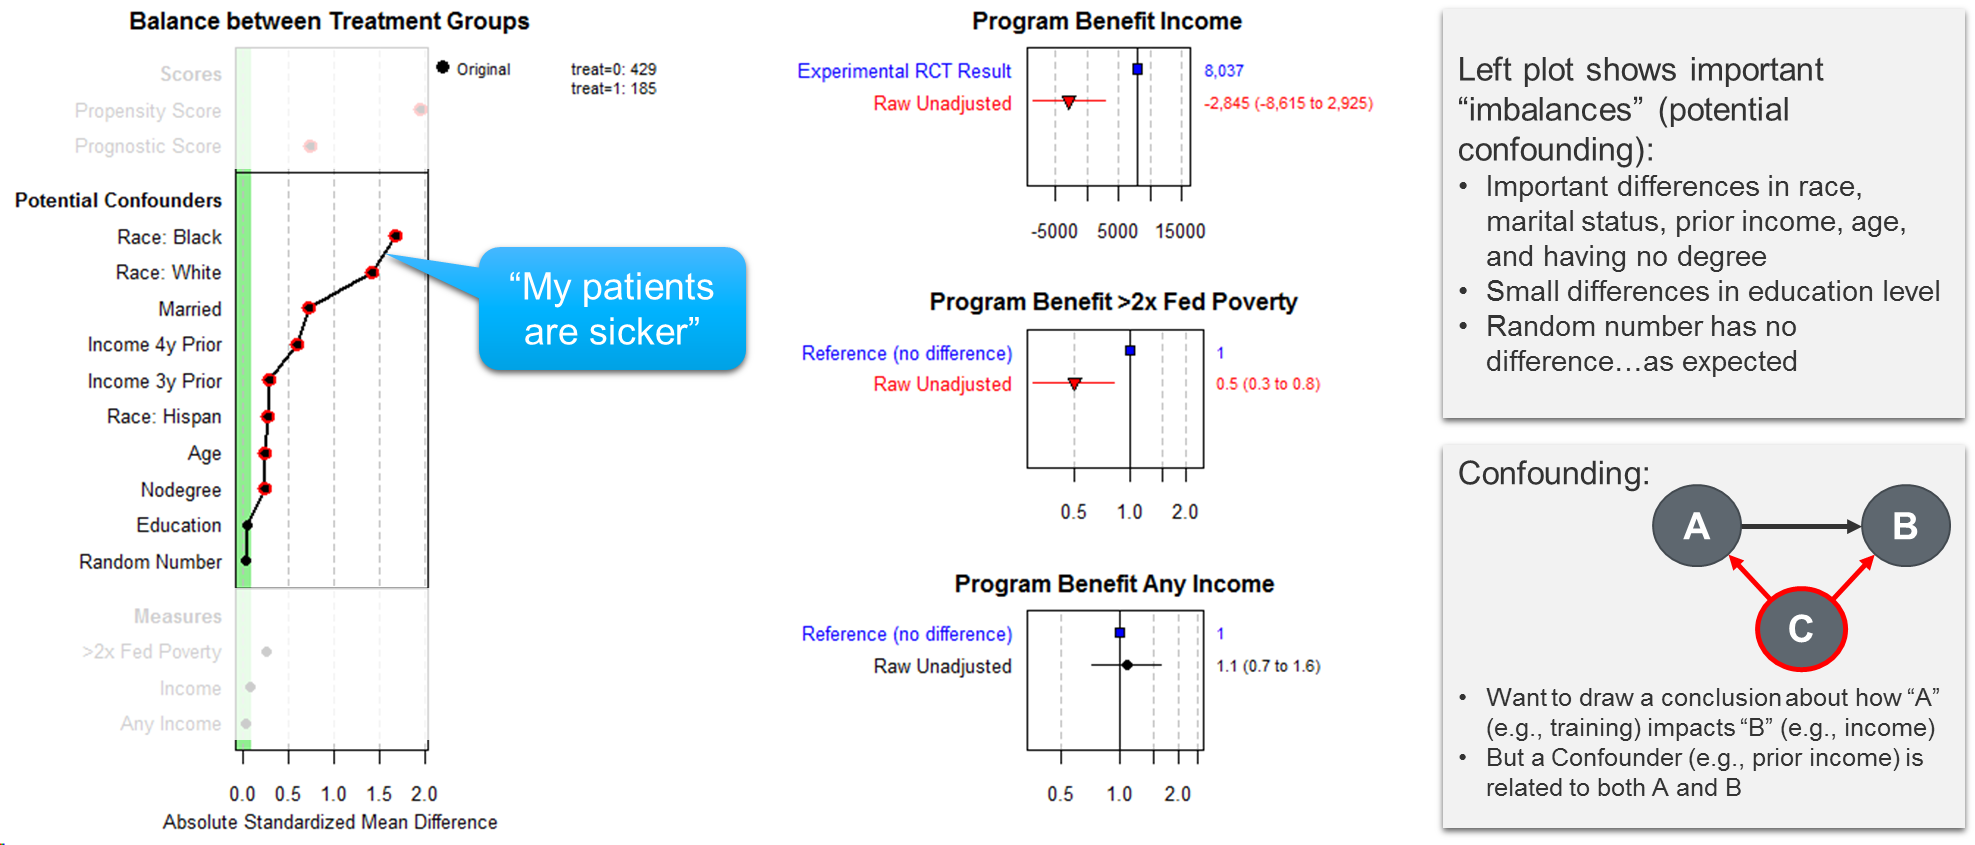 Balance between Treatment Groups
Scores
Propensity Score
Prognostic Score
Potential Confounders
Race: Black
Race: White
Married
Income 4y Prior
Income 3y Prior
Race: Hispan
Age
Nodegree
Education
Random Number
Measures
>2x Fed Poverty
Income
Any Income
0.0 0.5 1.0 1.5 2.0
Absolute Standardized Mean Difference
Original
treat=0: 429
treat=1: 185
“My patients
are sicker”
Program Benefit Income
Experimental RCT Result 8,037
Raw Unadjusted -2,845 (-8,615 to 2,925)
-5000 5000 15000
Program Benefit >2x Fed Poverty
Reference (no difference) 1
Raw Unadjusted 0.5 (0.3 to 0.8)
0.5 1.0 2.0
Program Benefit Any Income
Reference (no difference) 1
Raw Unadjusted 1.1 (0.7 to 1.6)
0.5 1.0 2.0
Left plot shows important
“imbalances” (potential
confounding):
• Important differences in race,
marital status, prior income, age,
and having no degree
• Small differences in education level
• Random number has no
difference…as expected
Confounding:
A
B
C
• Want to draw a conclusion about how “A”
(e.g., training) impacts “B” (e.g., income)
• But a Confounder (e.g., prior income) is
related to both A and B